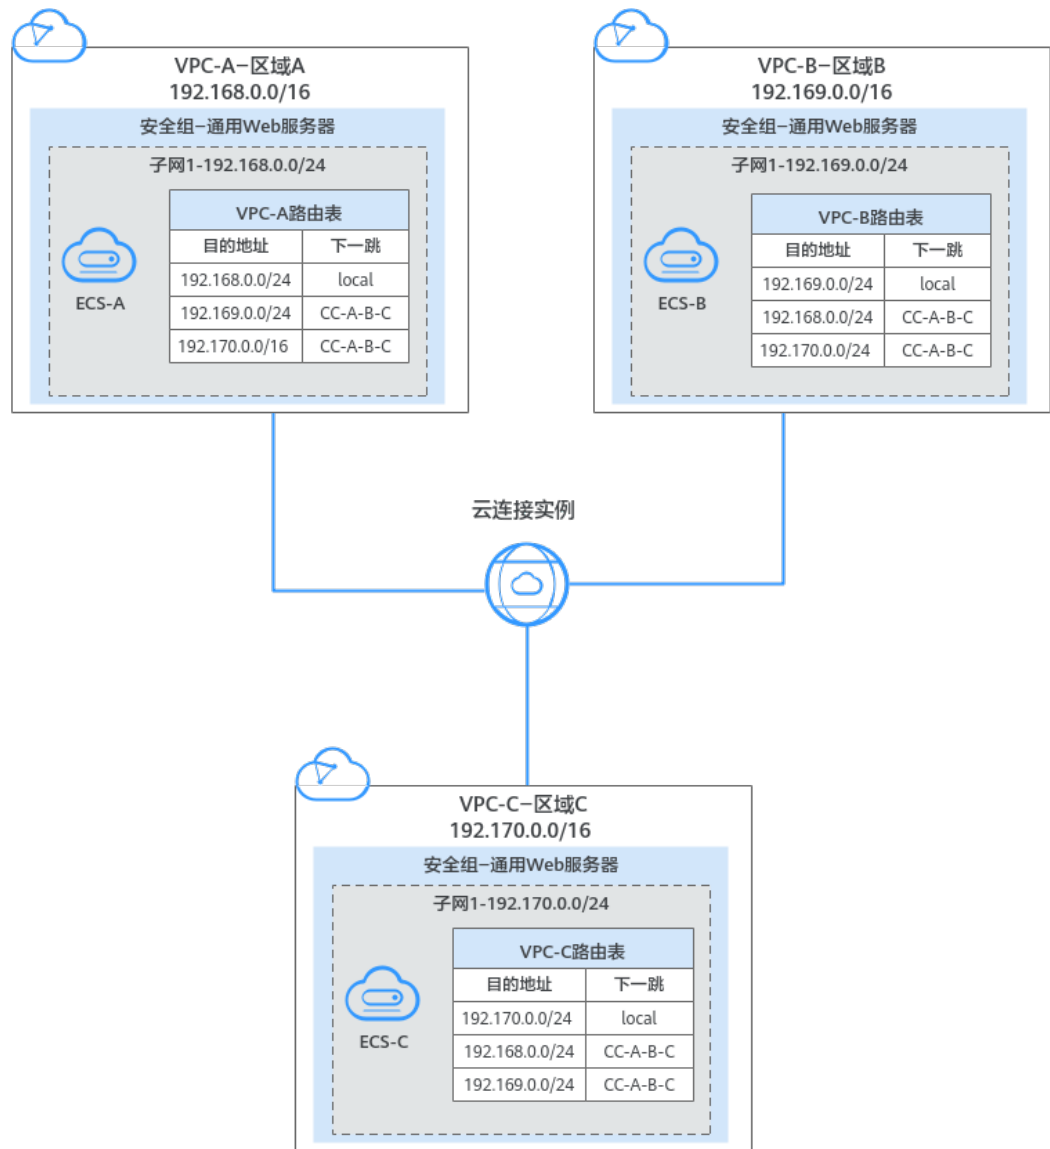 VPC-A–区域A
192.168.0.0/16
安全组–通用Web服务器
子网1-192.168.0.0/24
VPC-A路由表
目的地址 下一跳
192.168.0.0/24 local
192.169.0.0/24 CC-A-B-C
192.170.0.0/16 CC-A-B-C
ECS-A
VPC-B–区域B
192.169.0.0/16
安全组–通用Web服务器
子网1-192.169.0.0/24
VPC-B路由表
目的地址 下一跳
192.169.0.0/24 local
192.168.0.0/24 CC-A-B-C
192.170.0.0/24 CC-A-B-C
ECS-B
云连接实例
VPC-C–区域C
192.170.0.0/16
安全组–通用Web服务器
子网1-192.170.0.0/24
VPC-C路由表
目的地址 下一跳
192.170.0.0/24 local
192.168.0.0/24 CC-A-B-C
192.169.0.0/24 CC-A-B-C
ECS-C